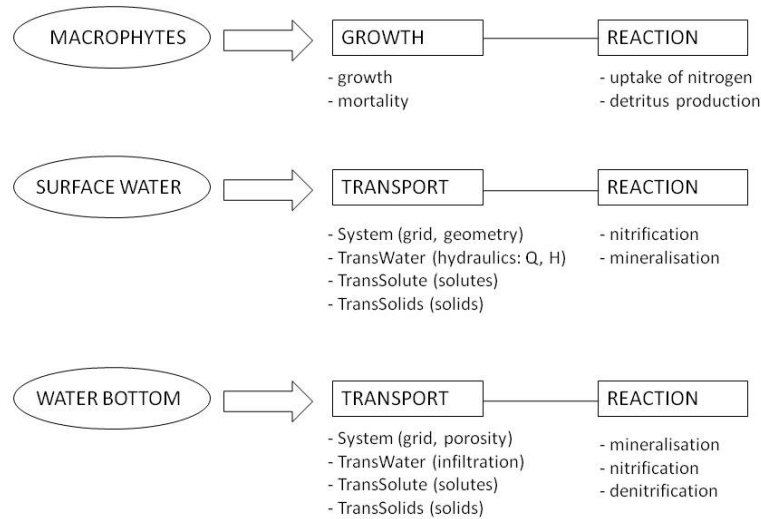 MACROPHYTES
GROWTH
REACTION
- growth
- mortality
- uptake of nitrogen
- detritus production
SURFACE WATER
TRANSPORT
REACTION
- System (grid, geometry)
- TransWater (hydraulics: Q, H)
- TransSolute (solutes)
- TransSolids (solids)
- nitrification
- mineralisation
WATER BOTTOM
TRANSPORT
REACTION
- System (grid, porosity)
- TransWater (infiltration)
- TransSolute (solutes)
- TransSolids (solids)
- mineralisation
- nitrification
- denitrification